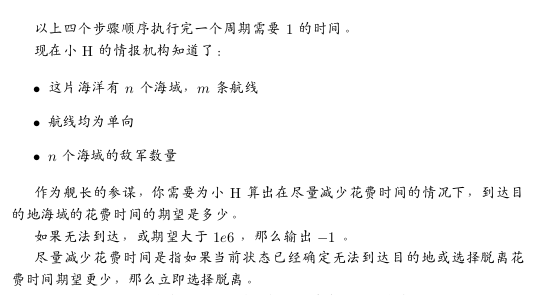 以上四个步骤顺序执行完一个周期需要 1 的时间。
现在小 H 的情报机构知道了：
• 这片海洋有 n 个海域，m 条航线
• 航线均为单向
• n 个海域的敌军数量
作为舰长的参谋，你需要为小 H 算出在尽量减少花费时间的情况下，到达目
的地海域的花费时间的期望是多少。
如果无法到达，或期望大于 1e6 ，那么输出 −1 。
尽量减少花费时间是指如果当前状态已经确定无法到达目的地或选择脱离花
费时间期望更少，那么立即选择脱离。